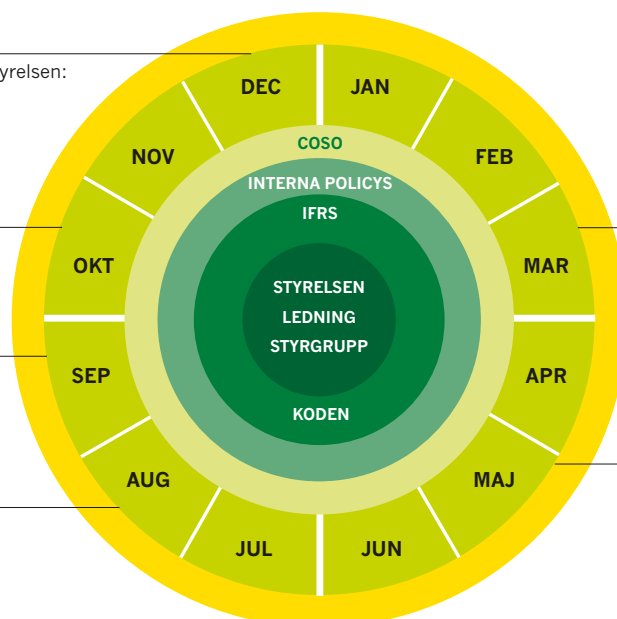 yrelsen:
DEC
JAN
NOV
FEB
COSO
INTERNA POLICYS
IFRS
OKT
MAR
STYRELSEN
LEDNING
STYRGRUPP
SEP
APR
KODEN
AUG
MAJ
JUL
JUN